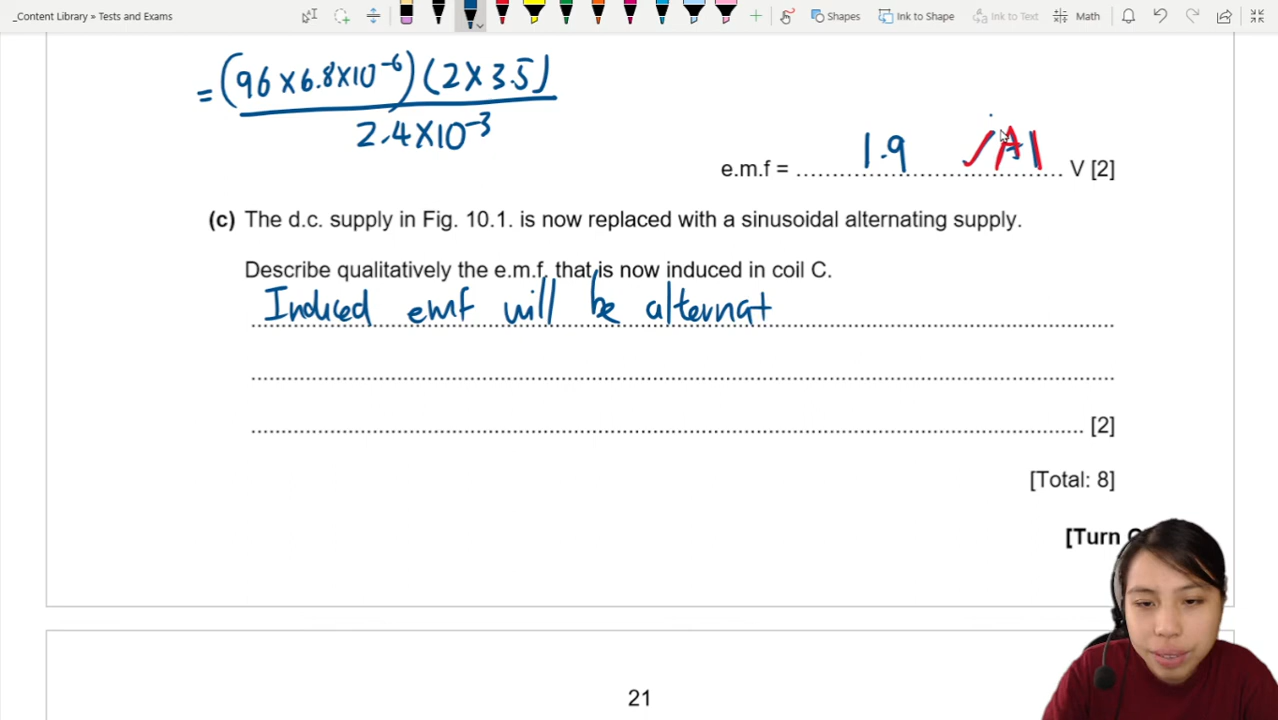 _Content Library » Tests and Exams
Shapes
Ink to Shape
Ink to Text
Math
= (96 × 6.8×10⁻⁶)(2 × 3.5)
2.4×10⁻³
e.m.f = 1.9 ✓A1 V [2]
(c) The d.c. supply in Fig. 10.1. is now replaced with a sinusoidal alternating supply.
Describe qualitatively the e.m.f. that is now induced in coil C.
Induced emf will be alternat
[2]
[Total: 8]
[Turn
21